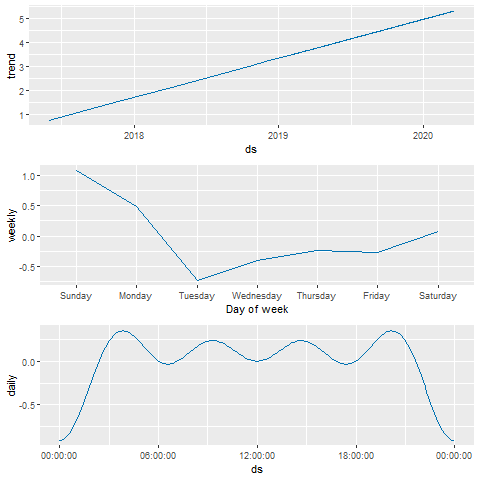 5
4
3
2
1
trend
2018 2019 2020
ds
1.0
0.5
0.0
-0.5
weekly
Sunday Monday Tuesday Wednesday Thursday Friday Saturday
Day of week
0.0
-0.5
daily
00:00:00 06:00:00 12:00:00 18:00:00 00:00:00
ds